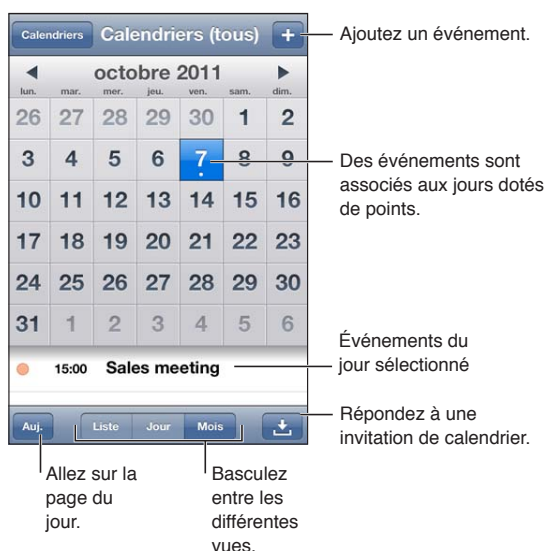 Calendriers Calendriers (tous) +
Ajoutez un événement.
octobre 2011
lun. mar. mer. jeu. ven. sam. dim.
26 27 28 29 30 1 2
3 4 5 6 7 8 9
Des événements sont
associés aux jours dotés
de points.
10 11 12 13 14 15 16
17 18 19 20 21 22 23
24 25 26 27 28 29 30
31 1 2 3 4 5 6
15:00 Sales meeting
Événements du
jour sélectionné
Auj. Liste Jour Mois
Répondez à une
invitation de calendrier.
Allez sur la
page du
jour.
Basculez
entre les
différentes
vues.